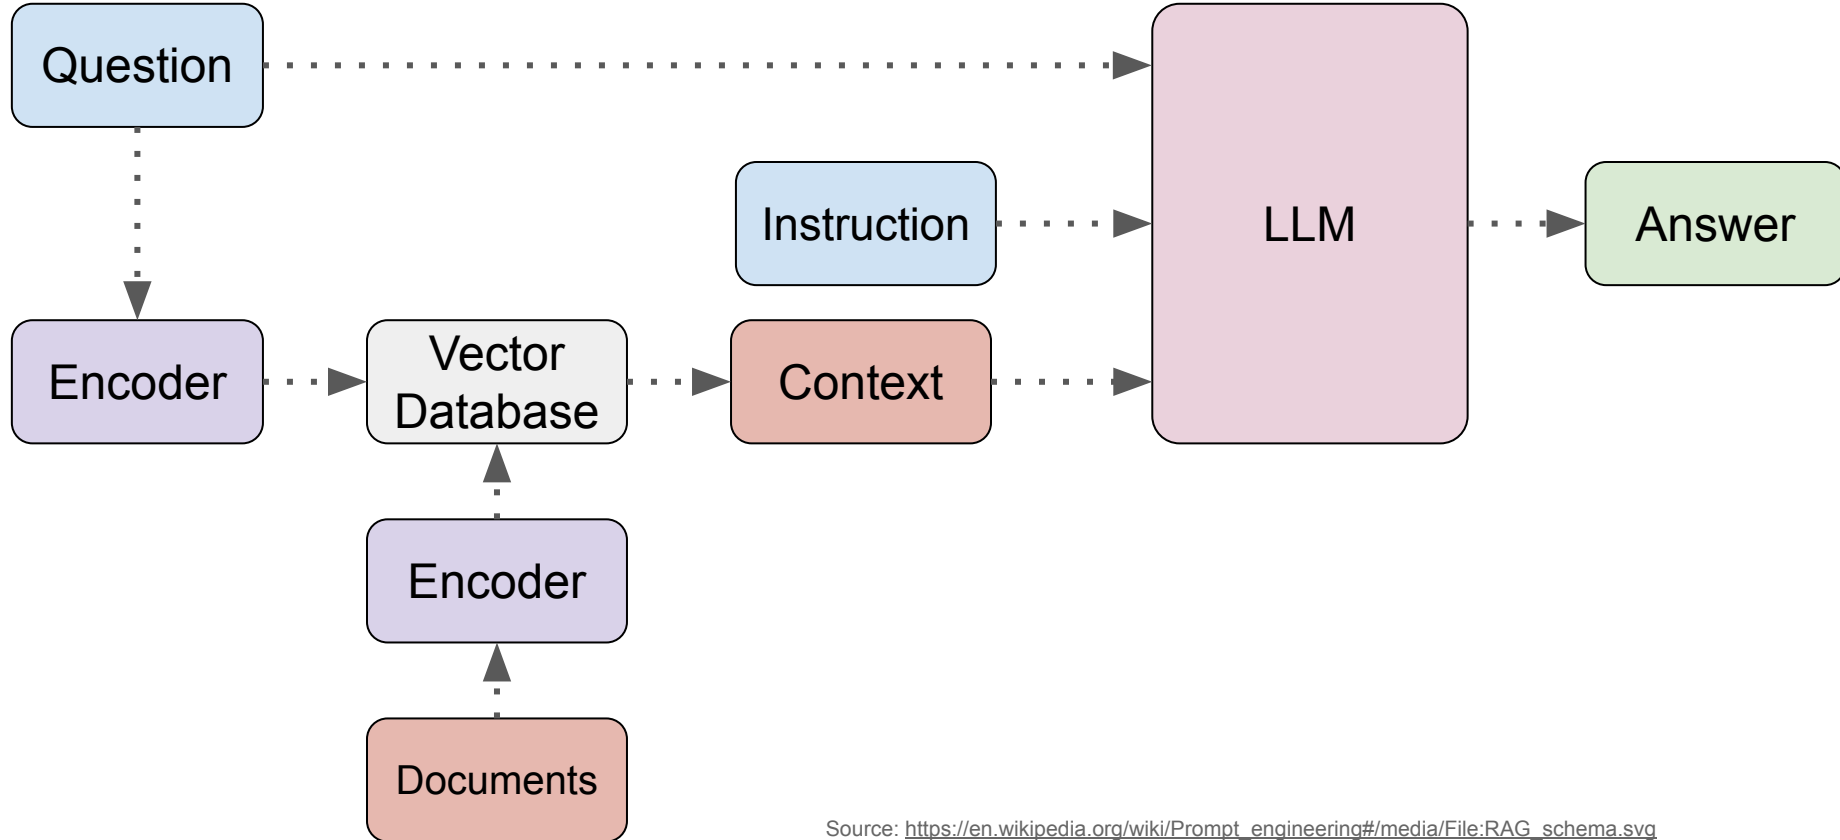 Question
Instruction
LLM
Answer
Encoder
Vector
Database
Context
Encoder
Documents
Source: https://en.wikipedia.org/wiki/Prompt_engineering#/media/File:RAG_schema.svg